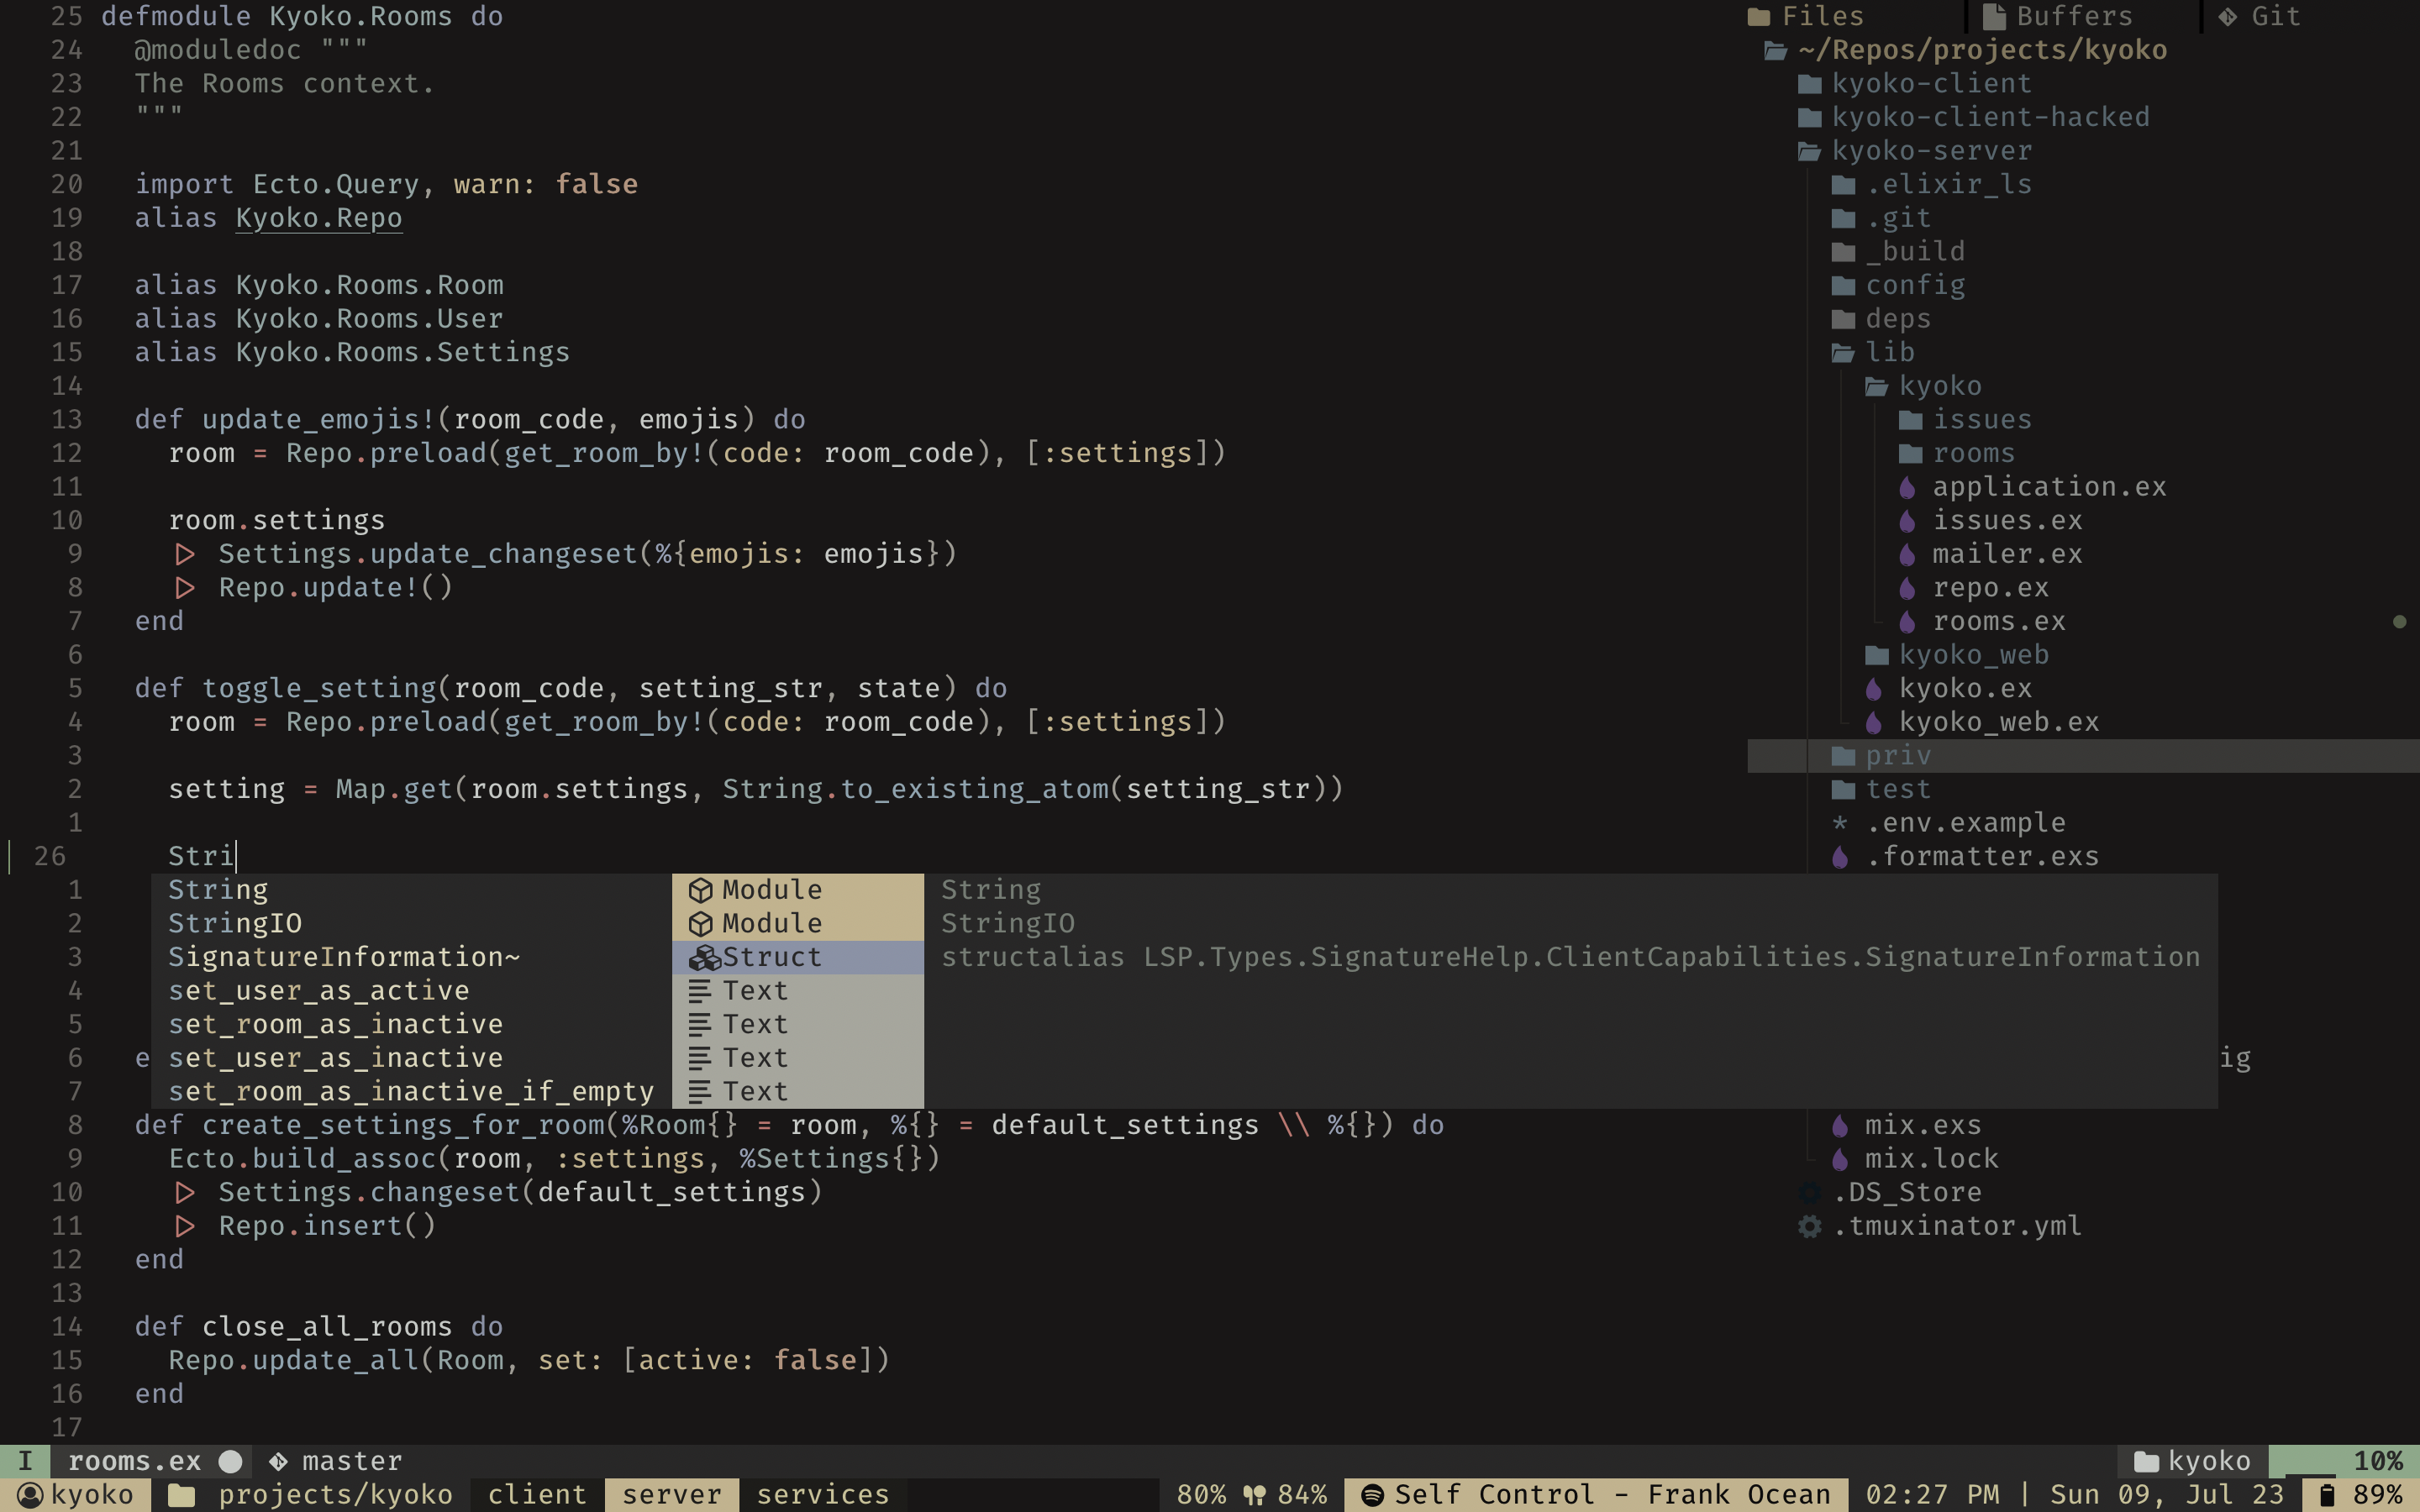 25 defmodule Kyoko.Rooms do
24 @moduledoc """
23 The Rooms context.
22 """
21
20 import Ecto.Query, warn: false
19 alias Kyoko.Repo
18
17 alias Kyoko.Rooms.Room
16 alias Kyoko.Rooms.User
15 alias Kyoko.Rooms.Settings
14
13 def update_emojis!(room_code, emojis) do
12 room = Repo.preload(get_room_by!(code: room_code), [:settings])
11
10 room.settings
9 ▷ Settings.update_changeset(%{emojis: emojis})
8 ▷ Repo.update!()
7 end
6
5 def toggle_setting(room_code, setting_str, state) do
4 room = Repo.preload(get_room_by!(code: room_code), [:settings])
3
2 setting = Map.get(room.settings, String.to_existing_atom(setting_str))
1
26 Stri
1 String Module String
2 StringIO Module StringIO
3 SignatureInformation~ Struct structalias LSP.Types.SignatureHelp.ClientCapabilities.SignatureInformation
4 set_user_as_active Text
5 set_room_as_inactive Text
6 e set_user_as_inactive Text ig
7 set_room_as_inactive_if_empty Text
8 def create_settings_for_room(%Room{} = room, %{} = default_settings \\ %{}) do
9 Ecto.build_assoc(room, :settings, %Settings{})
10 ▷ Settings.changeset(default_settings)
11 ▷ Repo.insert()
12 end
13
14 def close_all_rooms do
15 Repo.update_all(Room, set: [active: false])
16 end
17
Files Buffers Git
~/Repos/projects/kyoko
kyoko-client
kyoko-client-hacked
kyoko-server
.elixir_ls
.git
_build
config
deps
lib
kyoko
issues
rooms
application.ex
issues.ex
mailer.ex
repo.ex
rooms.ex
kyoko_web
kyoko.ex
kyoko_web.ex
priv
test
* .env.example
.formatter.exs
mix.exs
mix.lock
.DS_Store
.tmuxinator.yml
I rooms.ex master kyoko 10%
kyoko projects/kyoko client server services 80% 84% Self Control - Frank Ocean 02:27 PM | Sun 09, Jul 23 89%